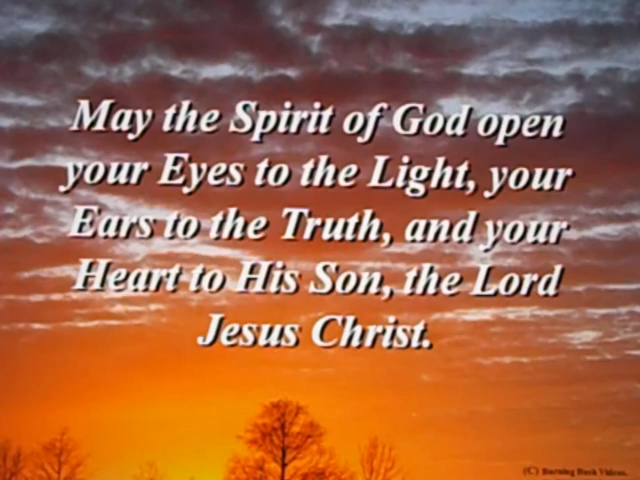 May the Spirit of God open
your Eyes to the Light, your
Ears to the Truth, and your
Heart to His Son, the Lord
Jesus Christ.
(C) Burning Bush Videos.